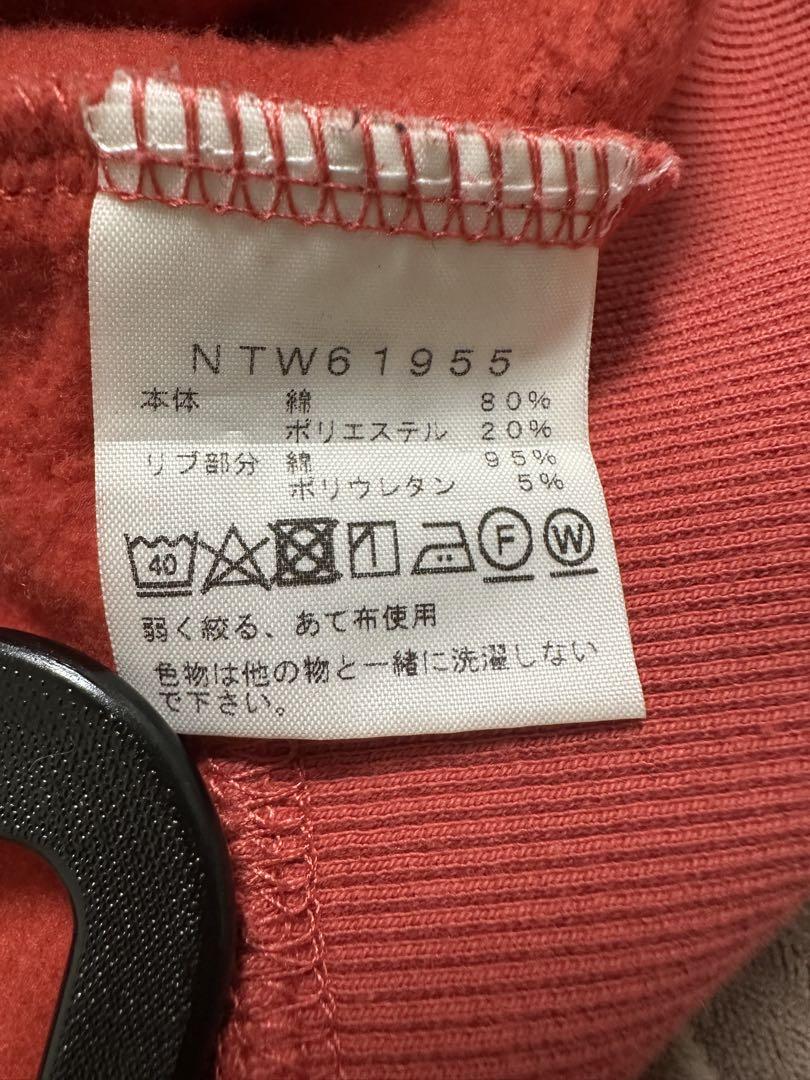 NTW61955
本体 綿 80%
ポリエステル 20%
リブ部分 綿 95%
ポリウレタン 5%
40 F W
弱く絞る、あて布使用
色物は他の物と一緒に洗濯しない
で下さい。